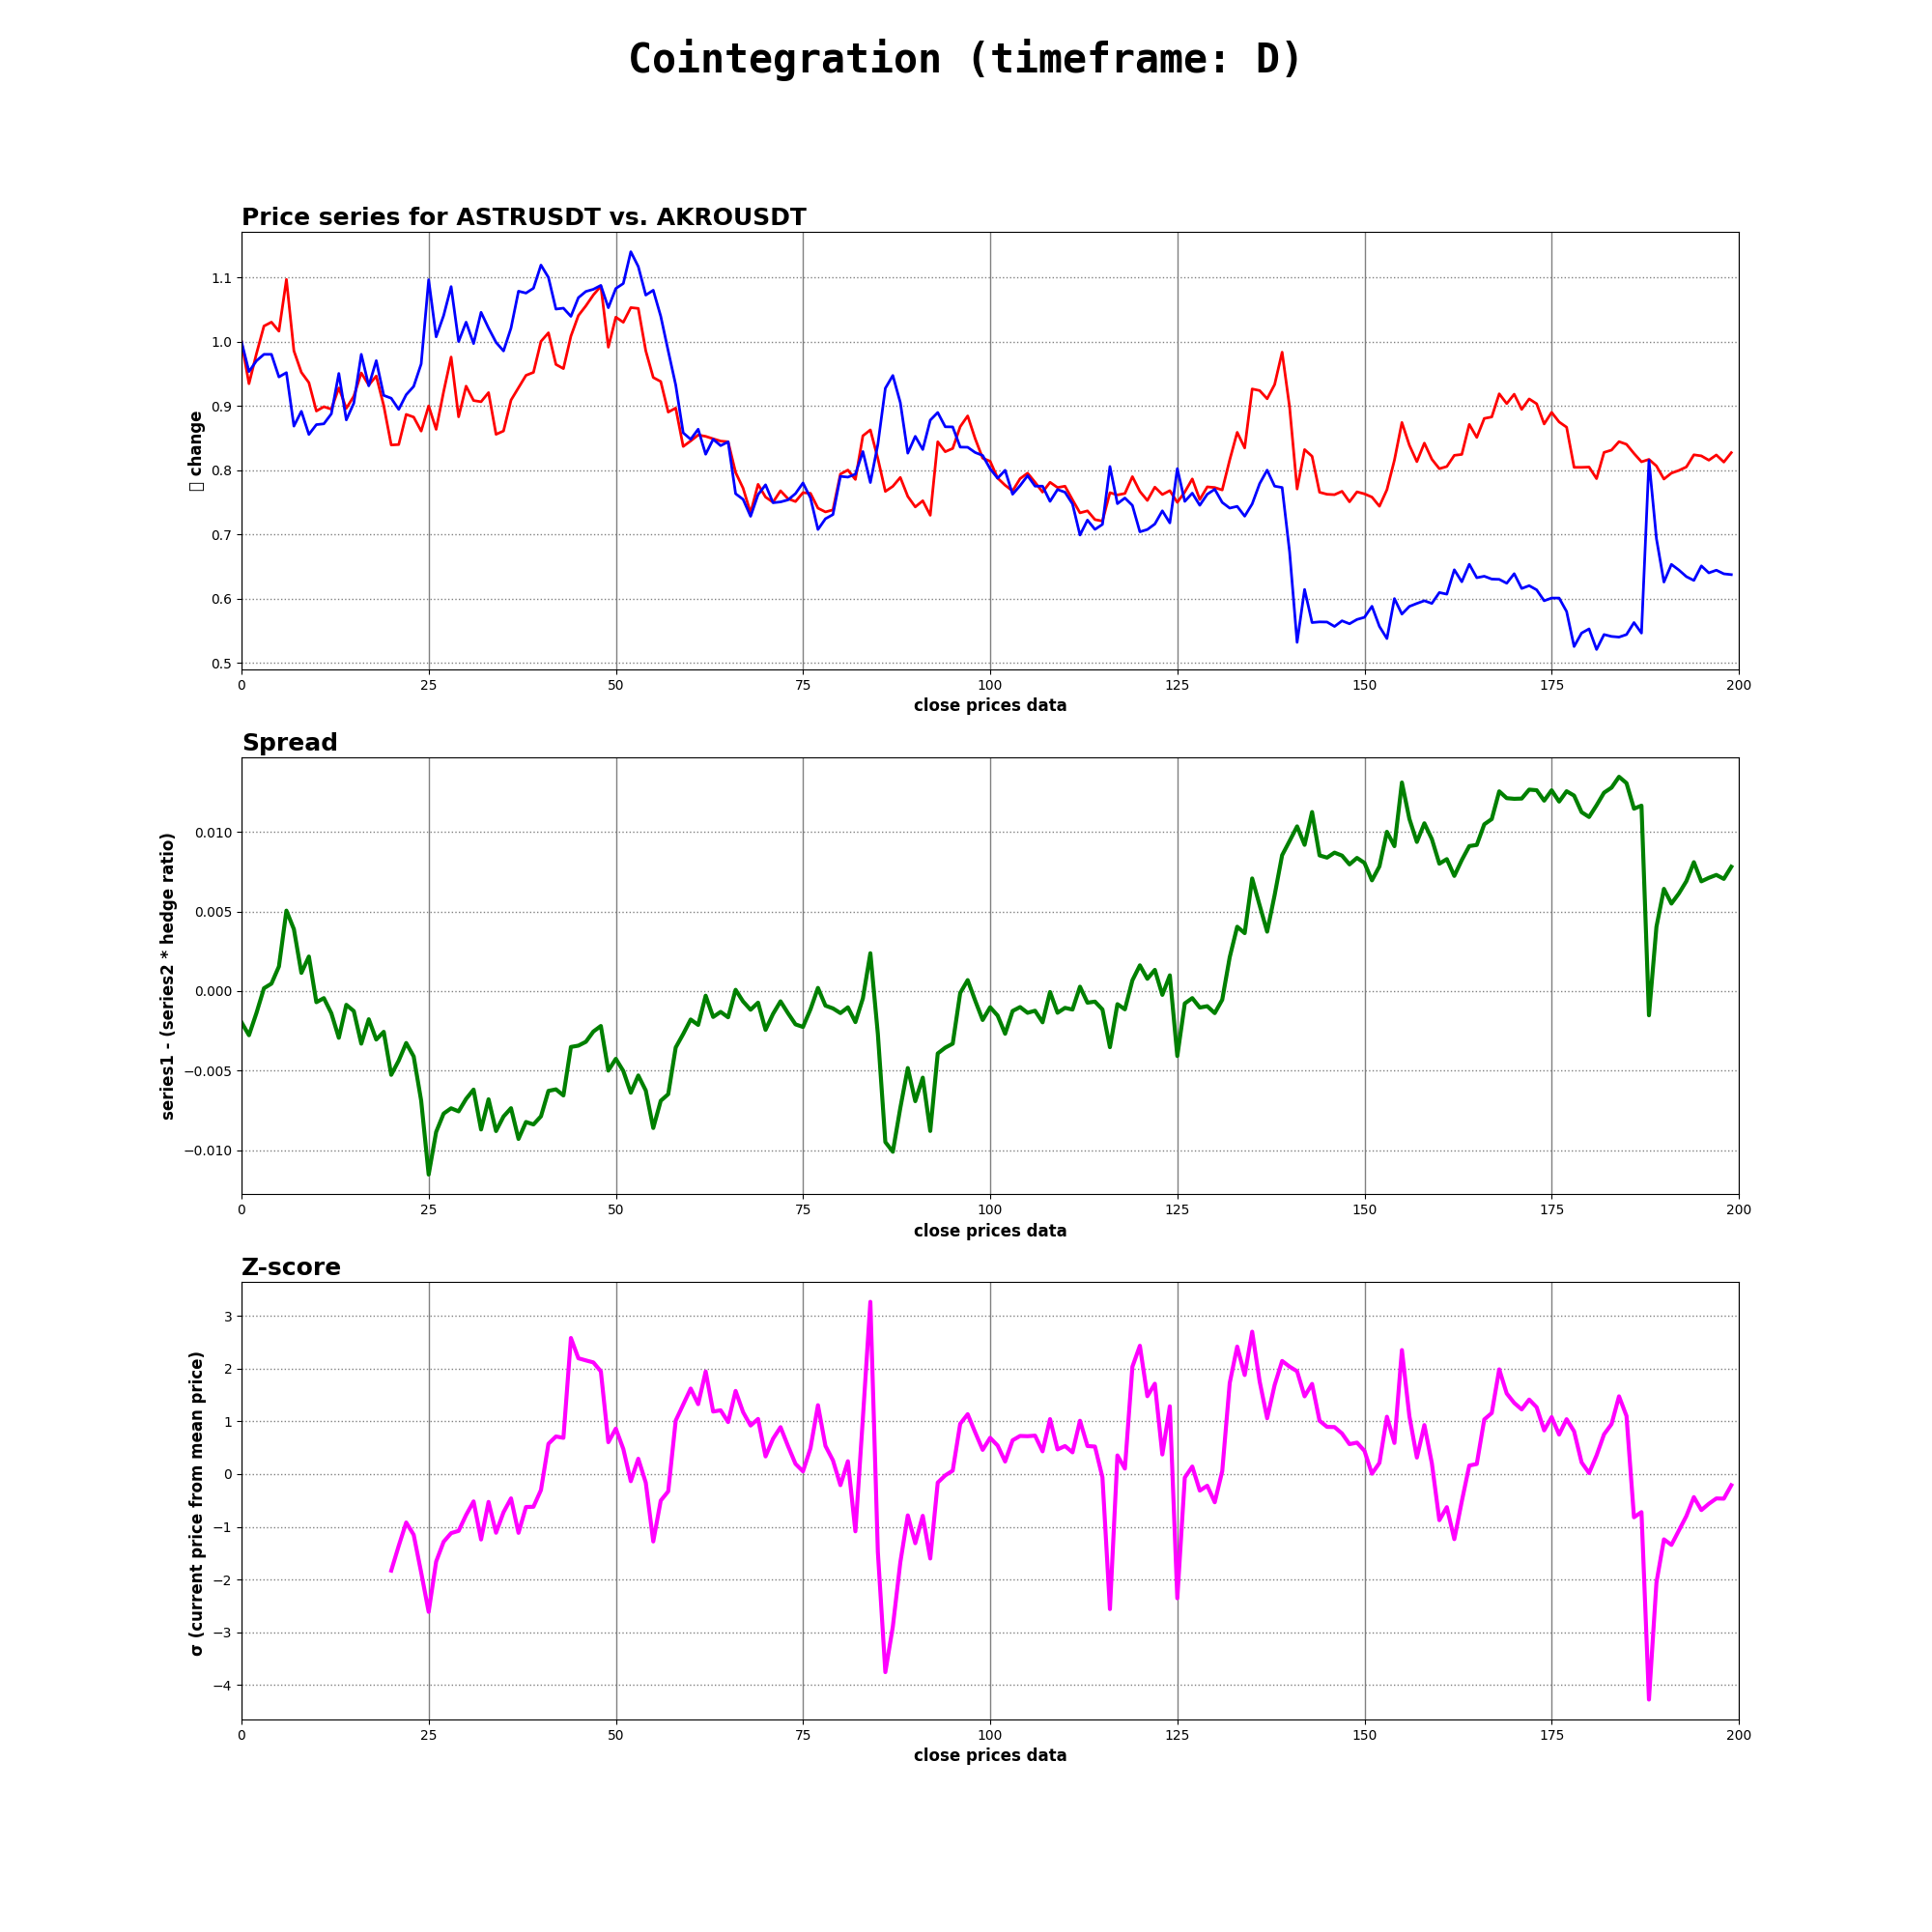 Cointegration (timeframe: D)
Price series for ASTRUSDT vs. AKROUSDT
1.1
1.0
0.9
0.8
0.7
0.6
0.5
change
0 25 50 75 100 125 150 175 200
close prices data
Spread
0.010
0.005
0.000
−0.005
−0.010
series1 - (series2 * hedge ratio)
0 25 50 75 100 125 150 175 200
close prices data
Z-score
3
2
1
0
−1
−2
−3
−4
σ (current price from mean price)
0 25 50 75 100 125 150 175 200
close prices data